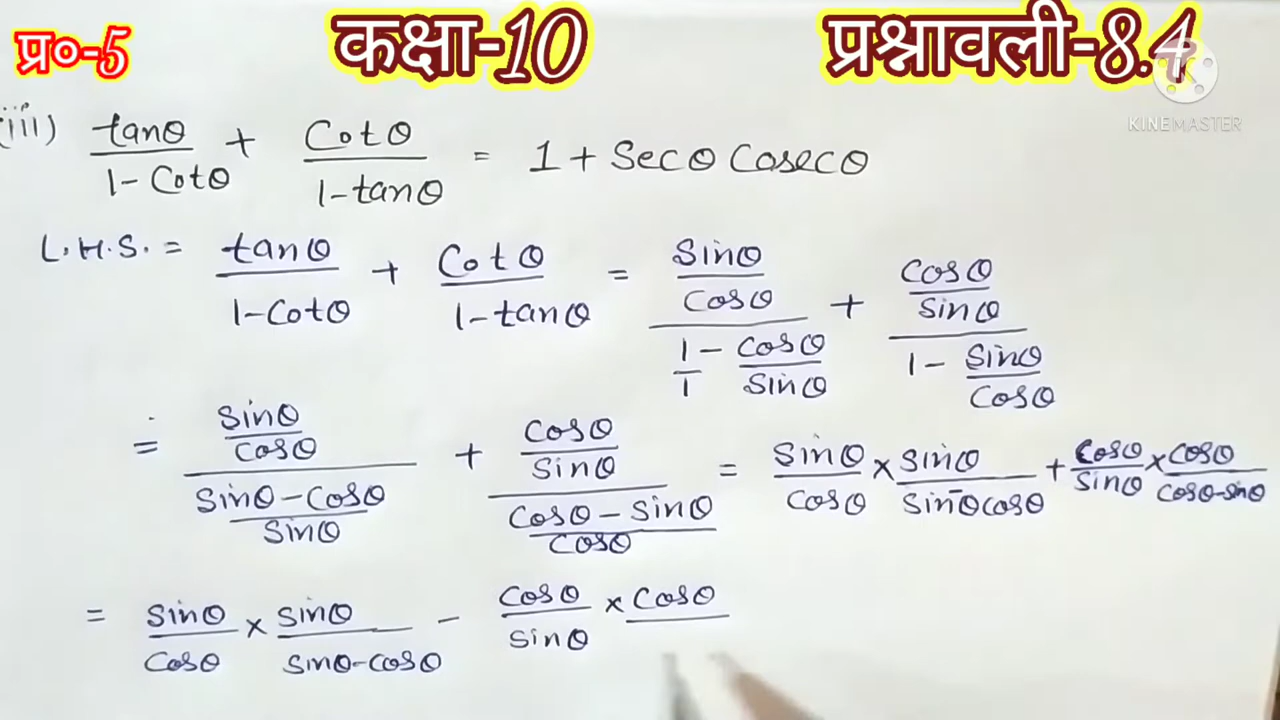 प्र०-5 कक्षा-10 प्रश्नावली-8.4
KINEMASTER
(iii) tanθ/(1-Cotθ) + Cotθ/(1-tanθ) = 1 + Secθ Cosecθ
L.H.S. = tanθ/(1-Cotθ) + Cotθ/(1-tanθ) = (Sinθ/Cosθ)/(1/1 - Cosθ/Sinθ) + (Cosθ/Sinθ)/(1 - Sinθ/Cosθ)
= (Sinθ/Cosθ)/((Sinθ-Cosθ)/Sinθ) + (Cosθ/Sinθ)/((Cosθ-Sinθ)/Cosθ) = Sinθ/Cosθ × Sinθ/(Sinθ-Cosθ) + Cosθ/Sinθ × Cosθ/(Cosθ-Sinθ)
= Sinθ/Cosθ × Sinθ/(Sinθ-Cosθ) - Cosθ/Sinθ × Cosθ